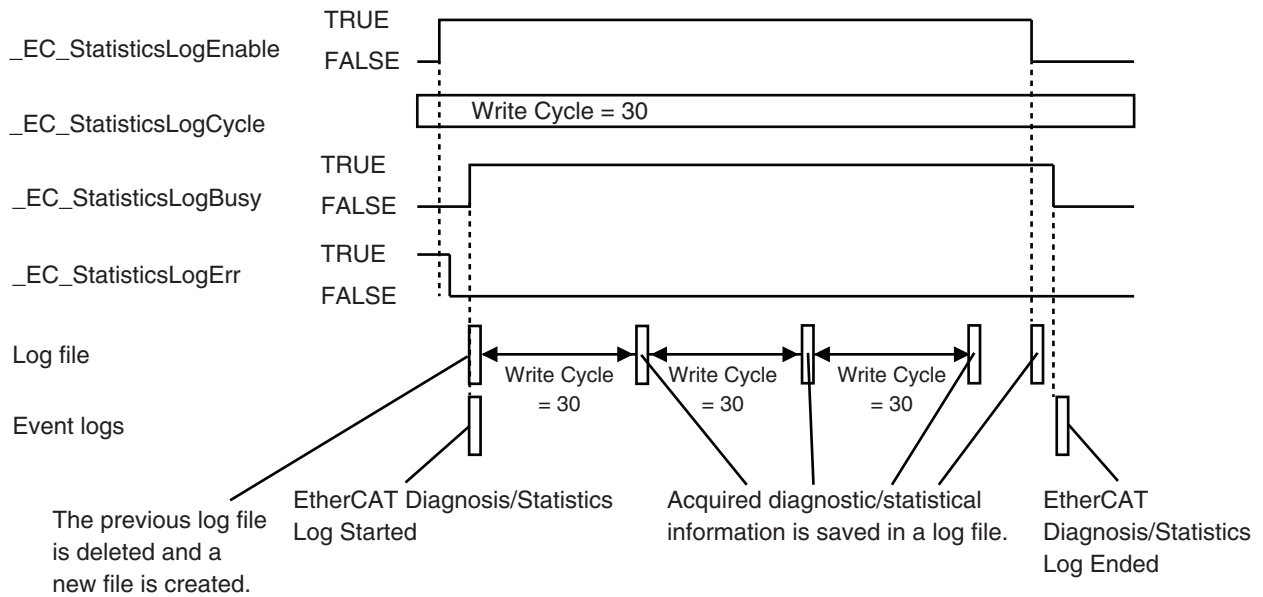 TRUE
_EC_StatisticsLogEnable
FALSE
_EC_StatisticsLogCycle
Write Cycle = 30
TRUE
_EC_StatisticsLogBusy
FALSE
TRUE
_EC_StatisticsLogErr
FALSE
Log file
Write Cycle
= 30
Write Cycle
= 30
Write Cycle
= 30
Event logs
The previous log file
is deleted and a
new file is created.
EtherCAT Diagnosis/Statistics
Log Started
Acquired diagnostic/statistical
information is saved in a log file.
EtherCAT
Diagnosis/Statistics
Log Ended